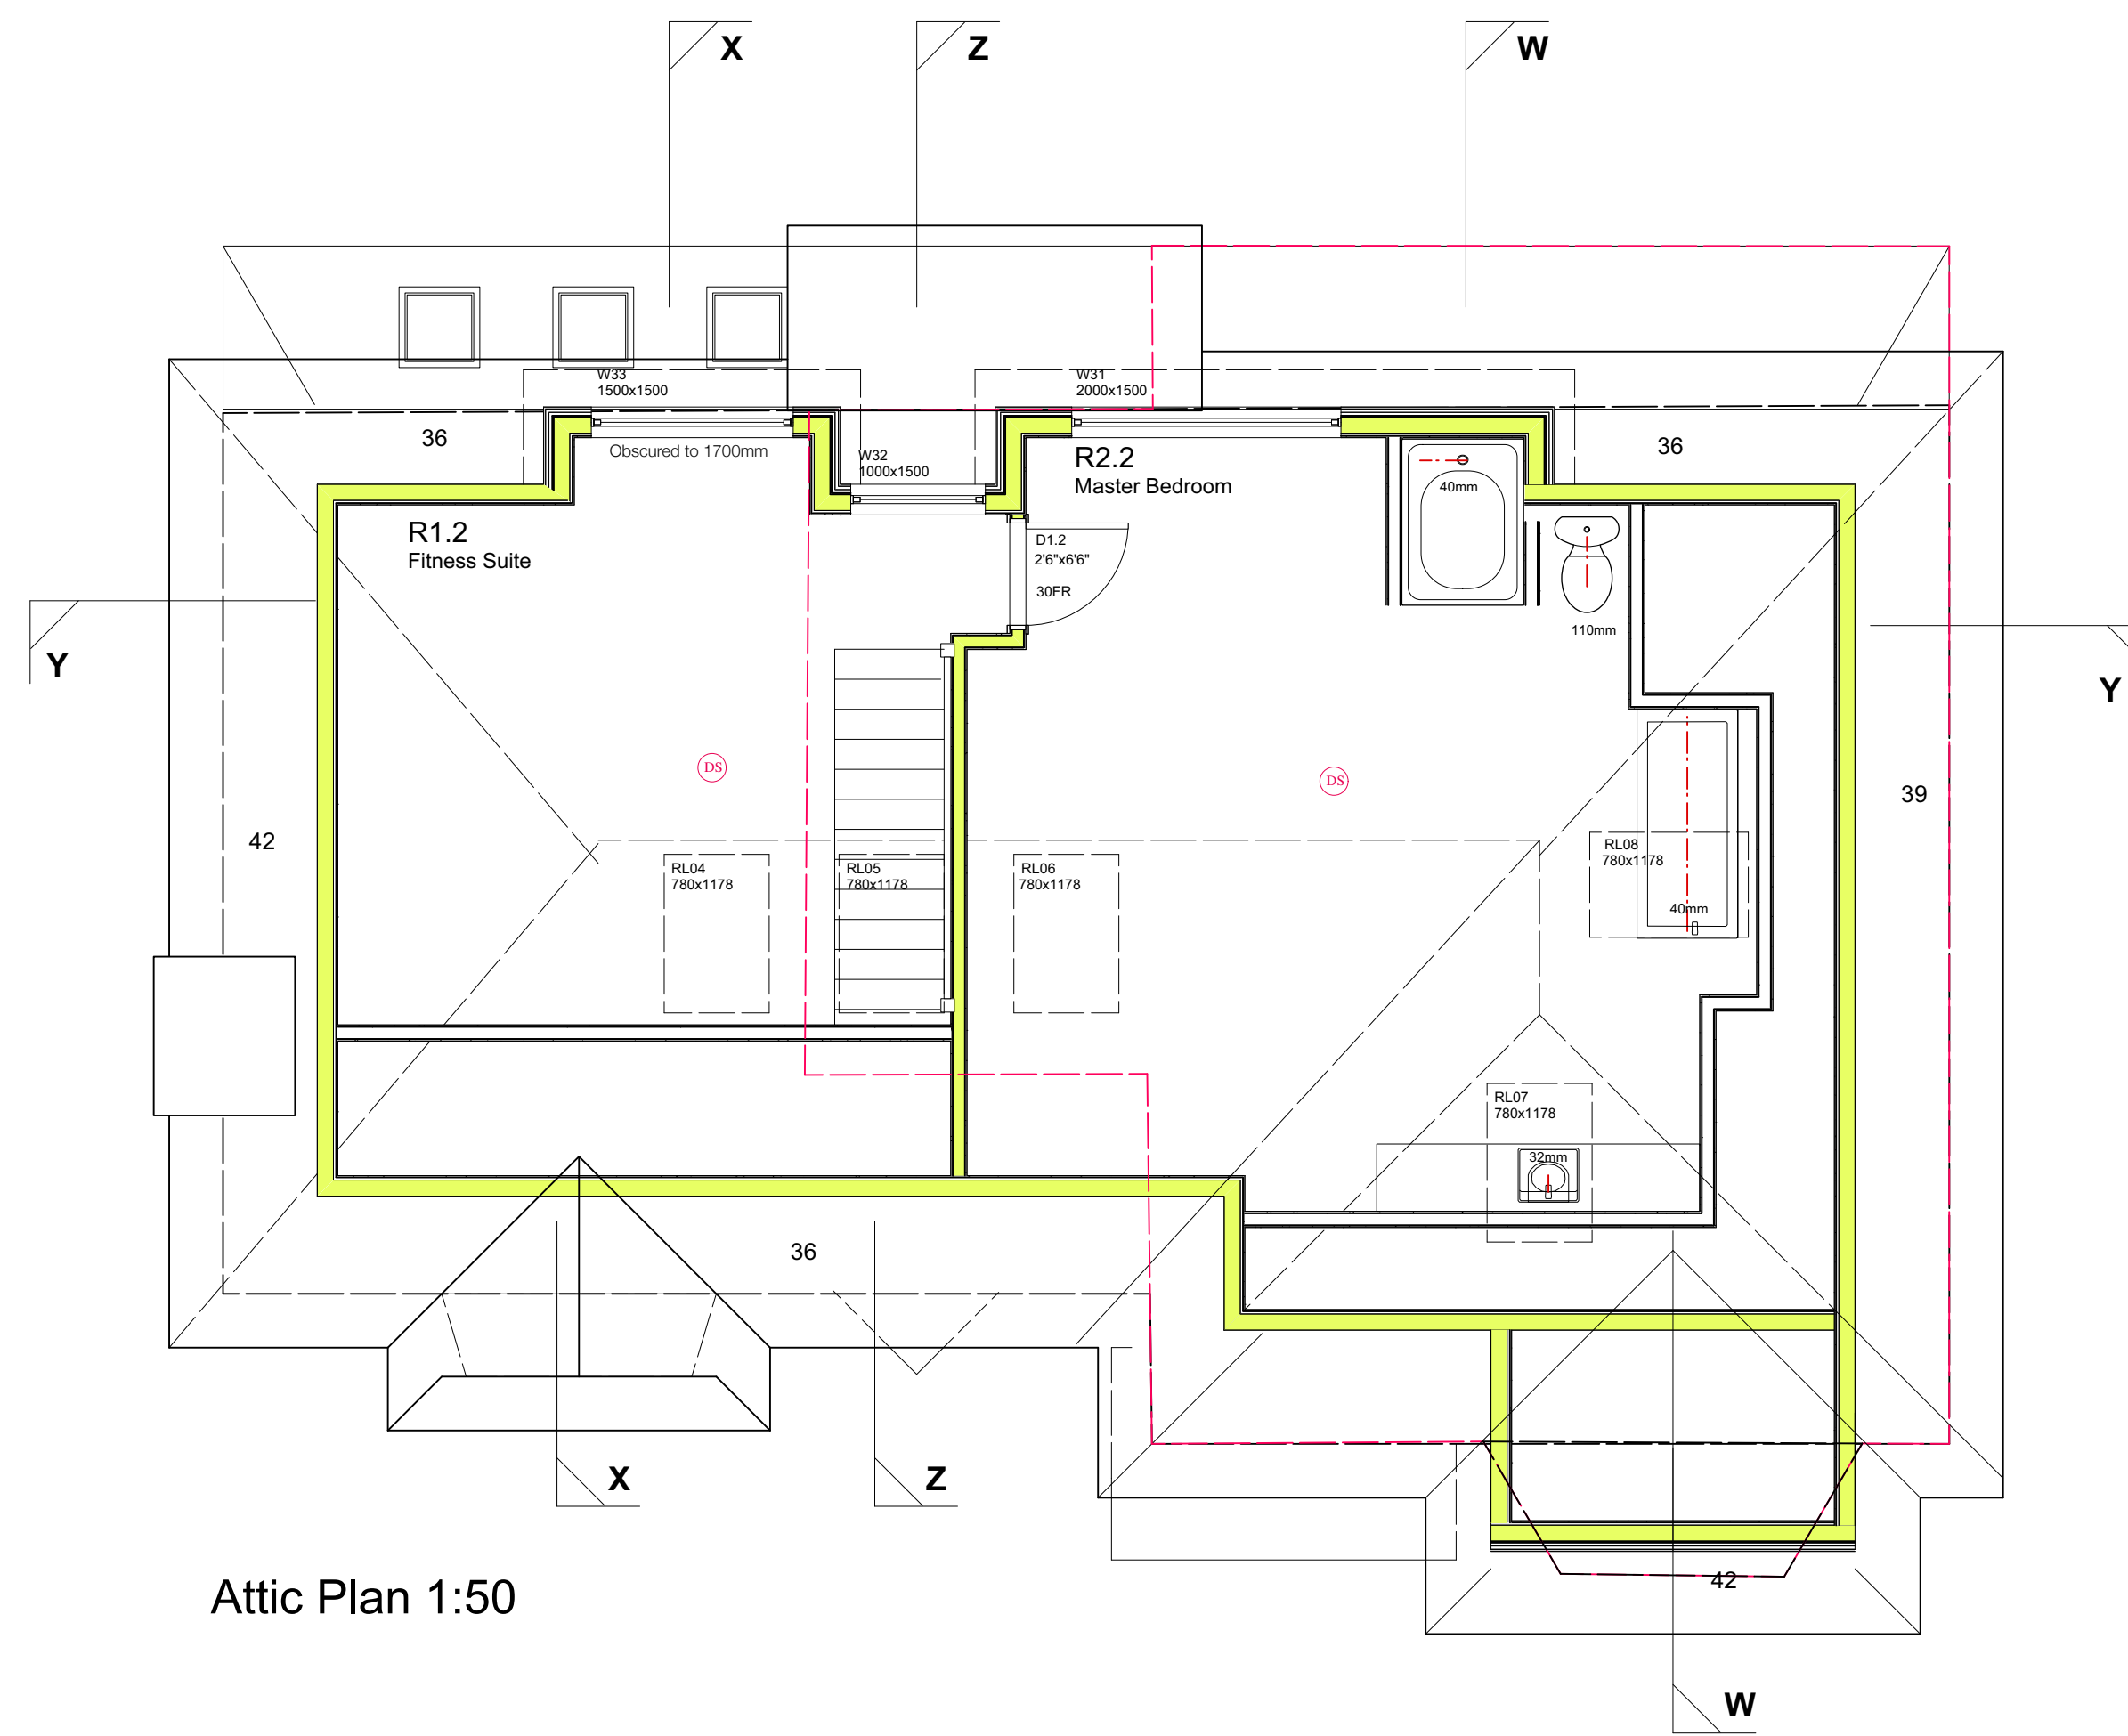 X
Z
W
W33
1500x1500
W31
2000x1500
36
Obscured to 1700mm
W32
1000x1500
R2.2
Master Bedroom
40mm
36
R1.2
Fitness Suite
D1.2
2'6"x6'6"
30FR
110mm
Y
Y
DS
DS
39
42
RL04
780x1178
RL05
780x1178
RL06
780x1178
RL08
780x1178
40mm
RL07
780x1178
32mm
36
X
Z
42
Attic Plan 1:50
W